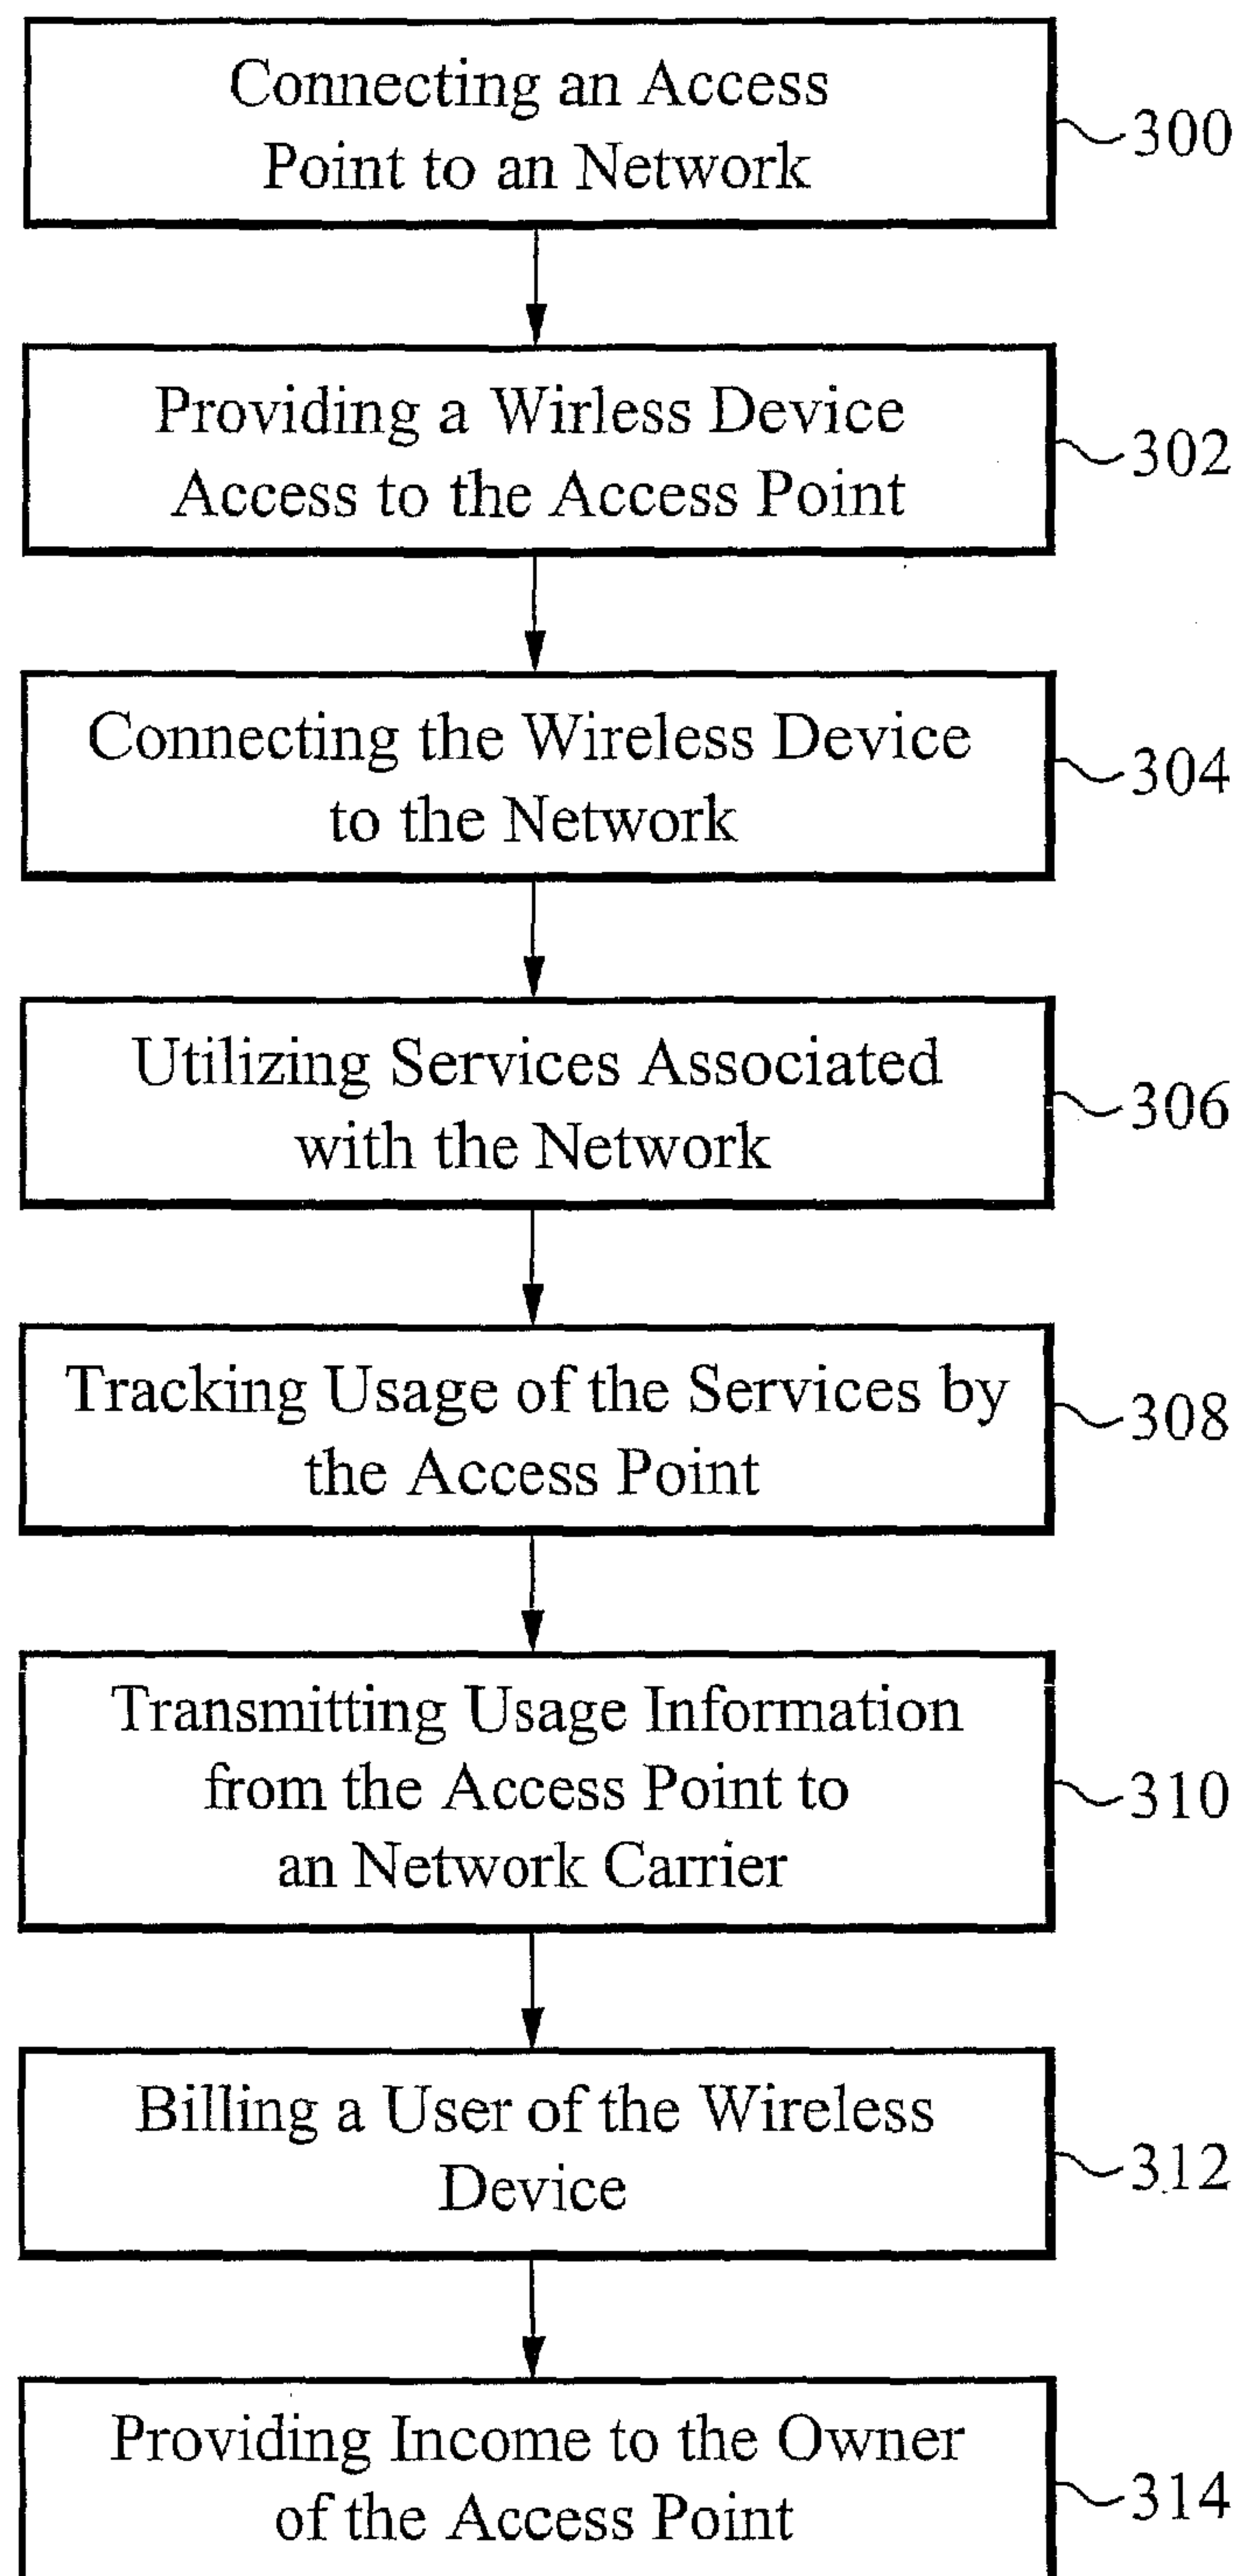 Connecting an Access
Point to an Network
300
Providing a Wirless Device
Access to the Access Point
302
Connecting the Wireless Device
to the Network
304
Utilizing Services Associated
with the Network
306
Tracking Usage of the Services by
the Access Point
308
Transmitting Usage Information
from the Access Point to
an Network Carrier
310
Billing a User of the Wireless
Device
312
Providing Income to the Owner
of the Access Point
314